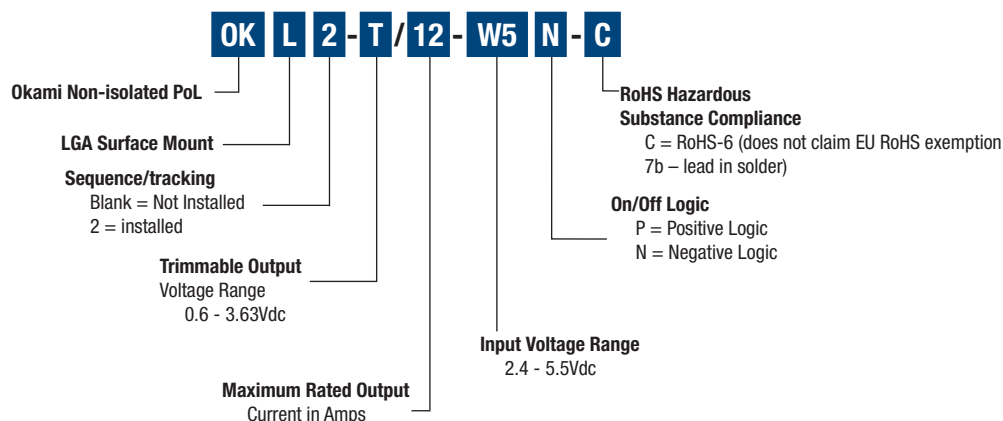 OK L 2 - T / 12 - W5 N - C
Okami Non-isolated PoL
LGA Surface Mount
Sequence/tracking
Blank = Not Installed
2 = installed
Trimmable Output
Voltage Range
0.6 - 3.63Vdc
Maximum Rated Output
Current in Amps
Input Voltage Range
2.4 - 5.5Vdc
On/Off Logic
P = Positive Logic
N = Negative Logic
RoHS Hazardous
Substance Compliance
C = RoHS-6 (does not claim EU RoHS exemption
7b – lead in solder)